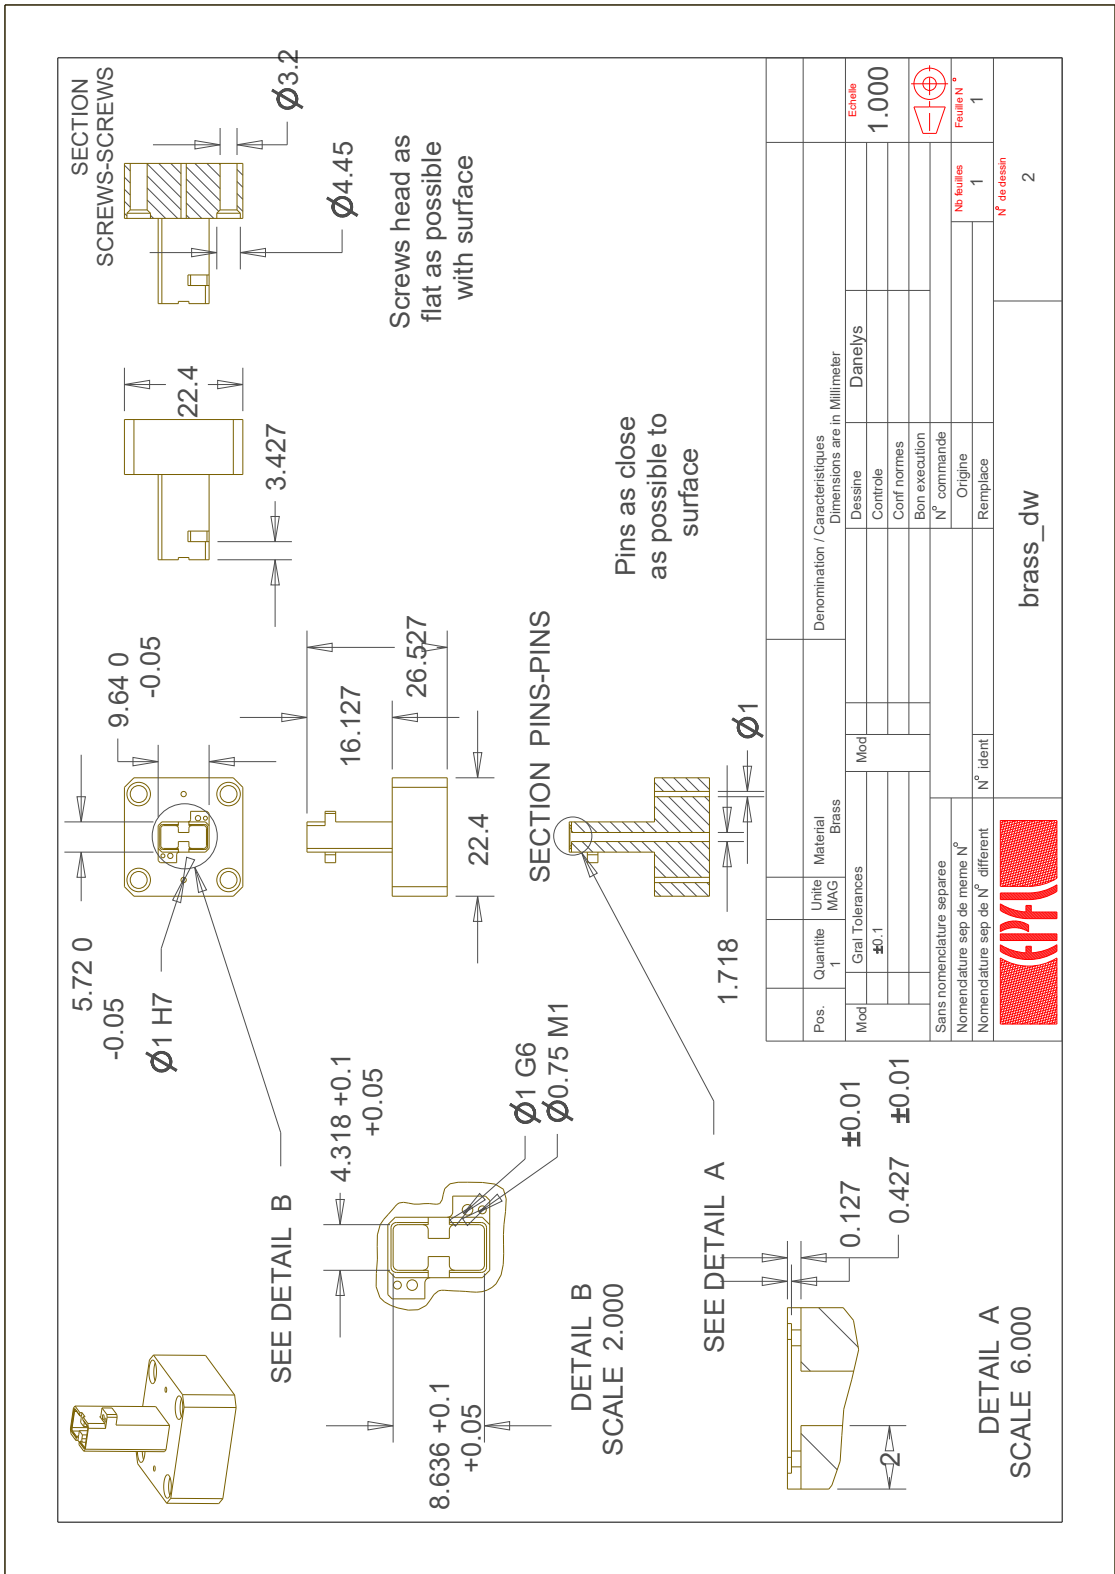 SECTION
SCREWS-SCREWS
Ø3.2
Ø4.45
Screws head as
flat as possible
with surface
22.4
3.427
Pins as close
as possible to
surface
9.64 0
-0.05
5.72 0
-0.05
Ø1 H7
16.127
26.527
22.4
SECTION PINS-PINS
Ø1
1.718
SEE DETAIL B
4.318 +0.1
+0.05
Ø1 G6
Ø0.75 M1
8.636 +0.1
+0.05
DETAIL B
SCALE 2.000
SEE DETAIL A
0.127 ±0.01
0.427 ±0.01
2
DETAIL A
SCALE 6.000
Pos.
Quantite
1
Unite
MAG
Material
Brass
Denomination / Caracteristiques
Dimensions are in Millimeter
Mod
Gral Tolerances
±0.1
Mod
Dessine
Danelys
Controle
Conf normes
Bon execution
Echelle
1.000
Sans nomenclature separee
Nomenclature sep de meme N°
Nomenclature sep de N° different
N° ident
N° commande
Origine
Remplace
Nb feuilles
1
Feuille N°
1
EPFL
brass_dw
N° de dessin
2